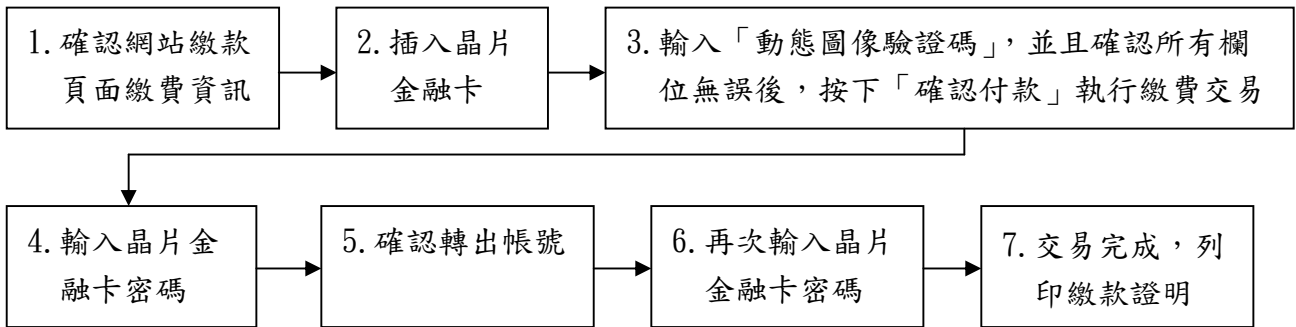 1.確認網站繳款
頁面繳費資訊
2.插入晶片
金融卡
3.輸入「動態圖像驗證碼」,並且確認所有欄
位無誤後,按下「確認付款」執行繳費交易
4.輸入晶片金
融卡密碼
5.確認轉出帳號
6.再次輸入晶片
金融卡密碼
7.交易完成,列
印繳款證明